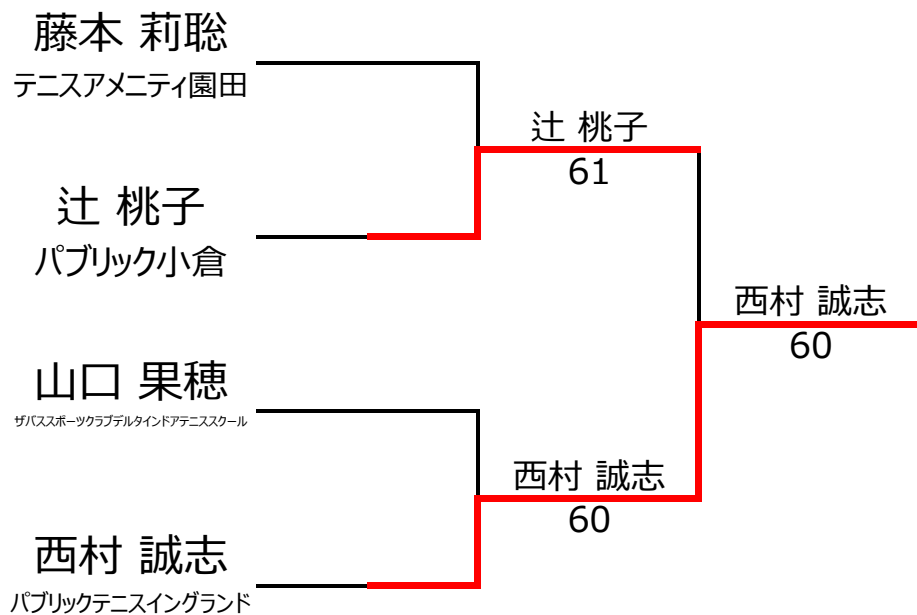 藤本 莉聡
テニスアメニティ園田
辻 桃子
61
辻 桃子
パブリック小倉
西村 誠志
60
山口 果穂
ザバススポーツクラブデルタインドアテニススクール
西村 誠志
60
西村 誠志
パブリックテニスイングランド